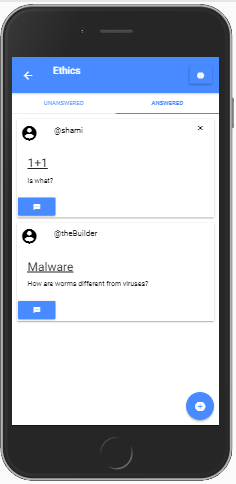 Ethics
UNANSWERED
ANSWERED
@shami
1+1
Is what?
@theBuilder
Malware
How are worms different from viruses?